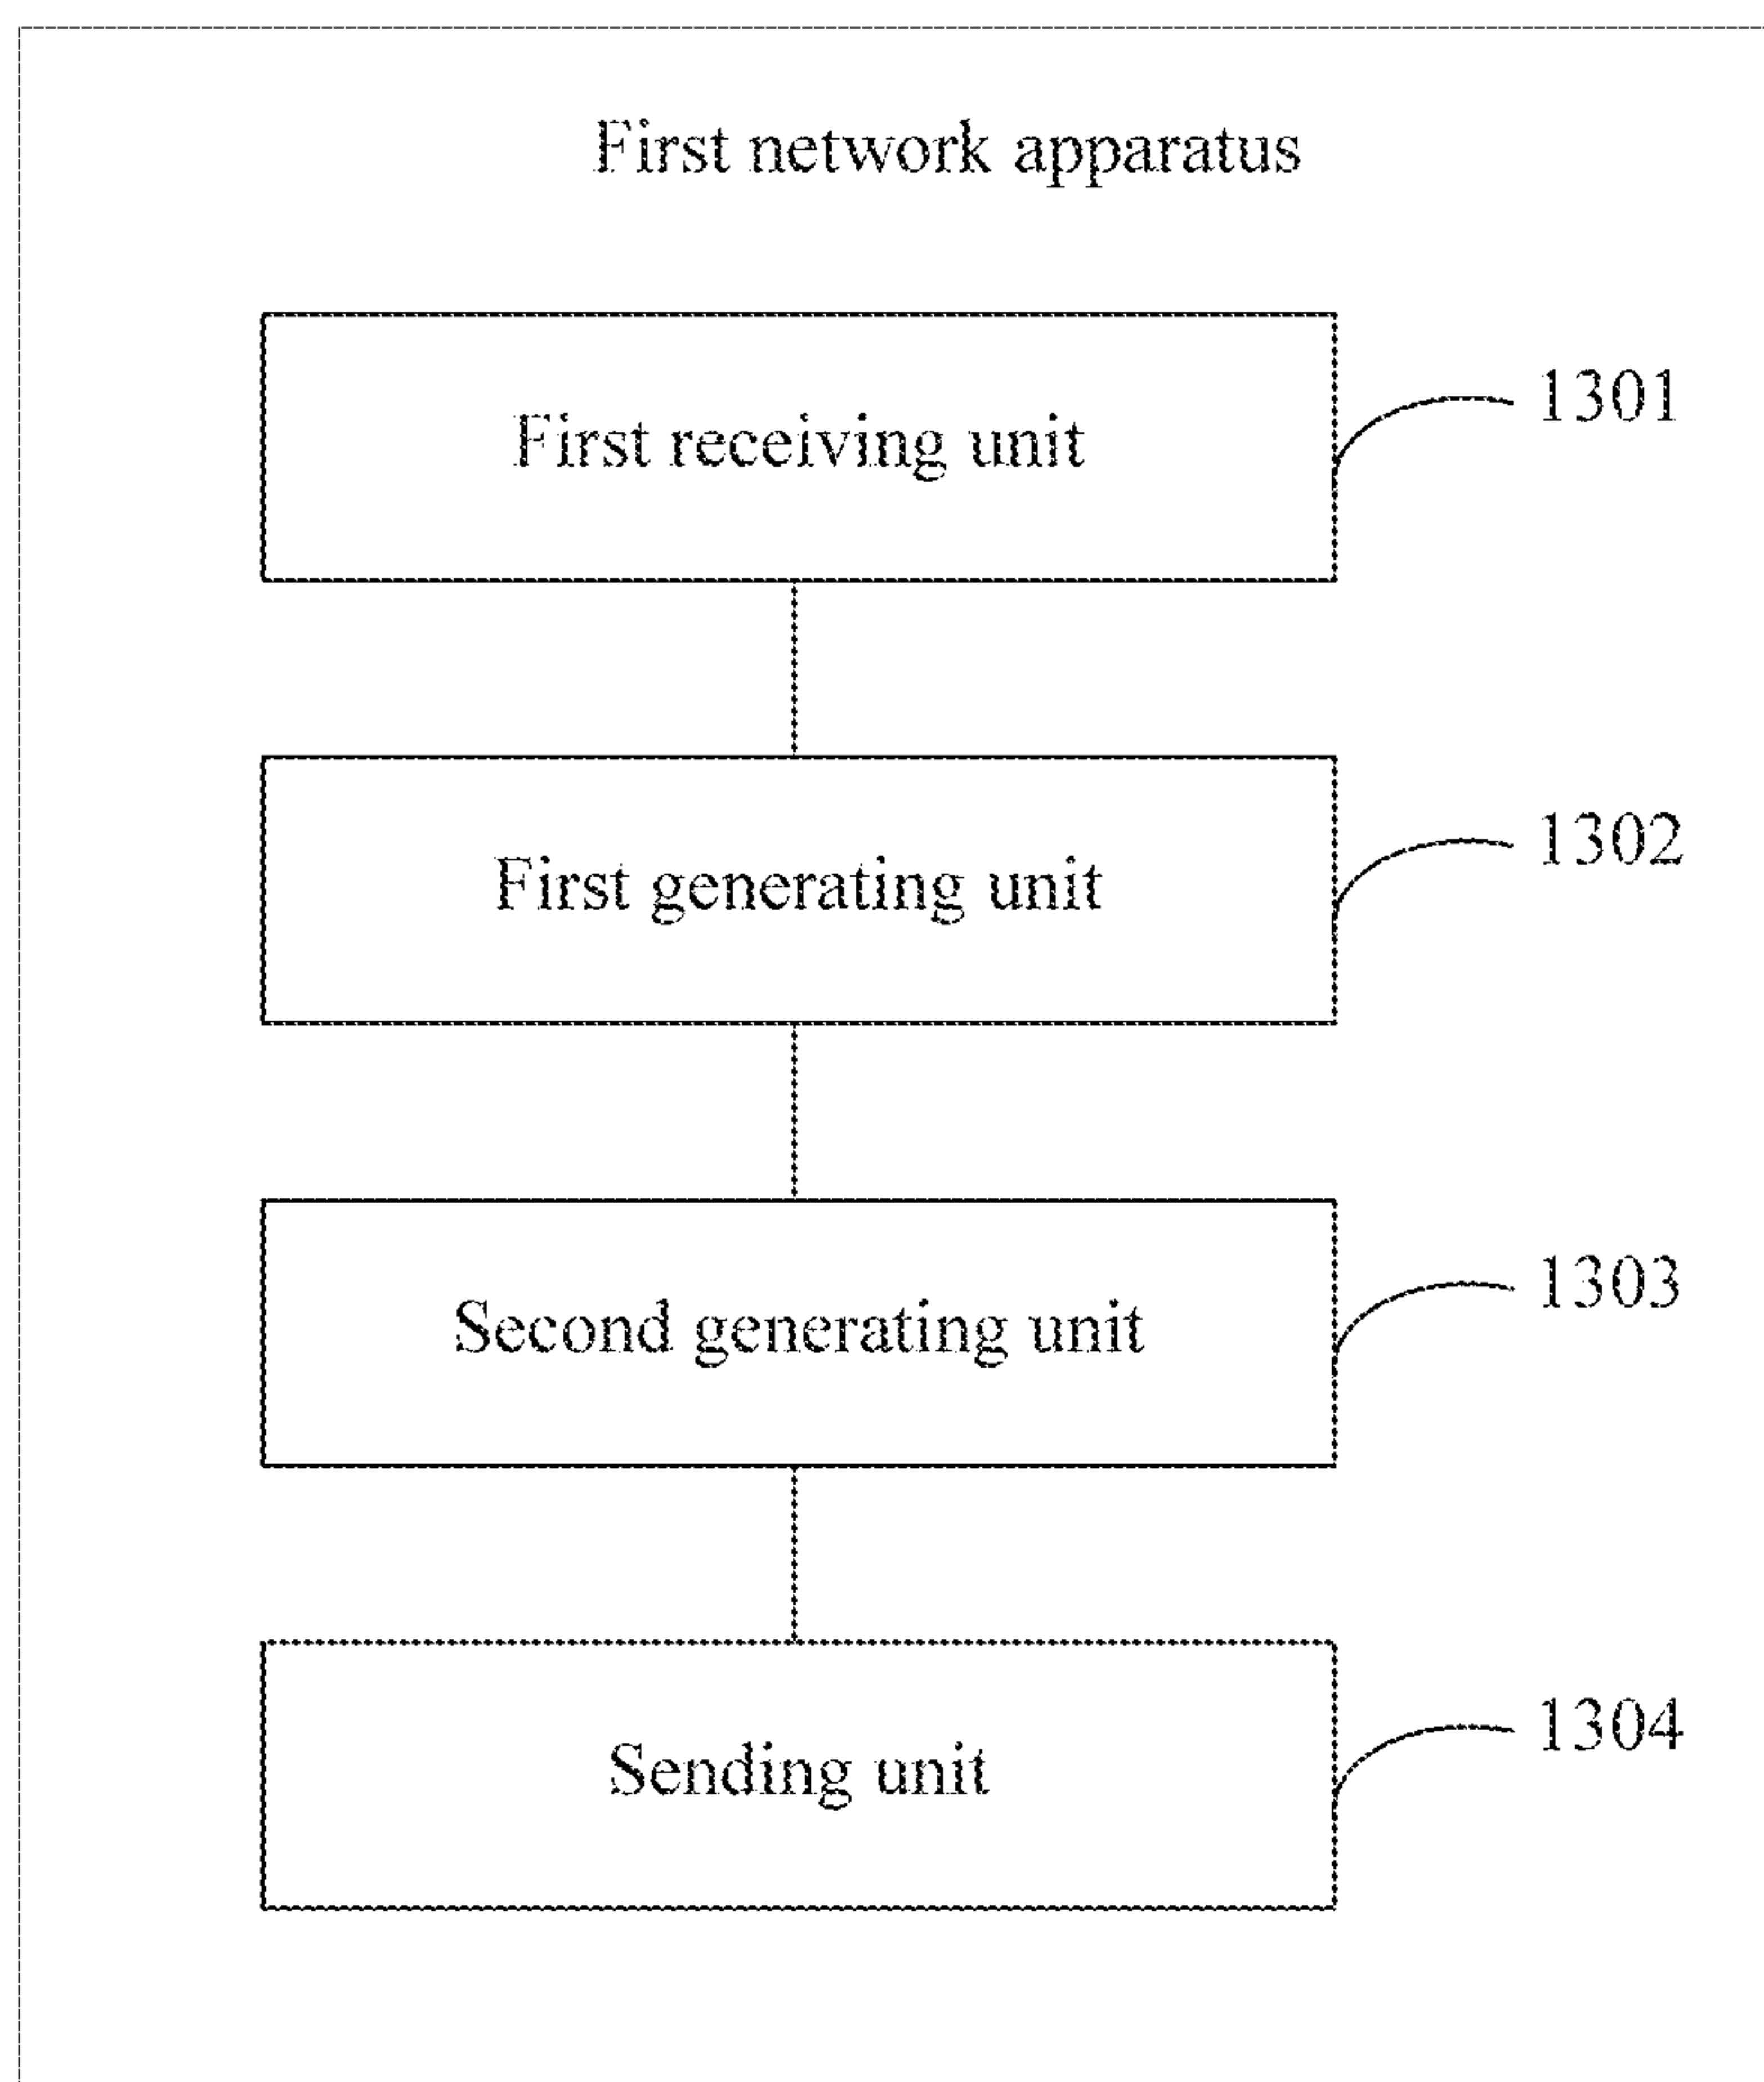 First network apparatus
First receiving unit
1301
First generating unit
1302
Second generating unit
1303
Sending unit
1304